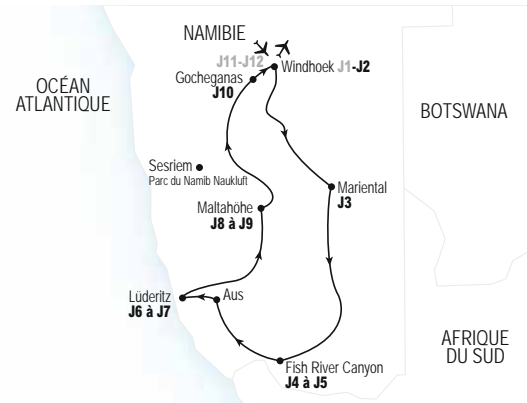 NAMIBIE
J11-J12
Windhoek J1-J2
Gocheganas
J10
OCÉAN
ATLANTIQUE
BOTSWANA
Sesriem
Parc du Namib Naukluft
Mariental
J3
Maltahöhe
J8 à J9
Lüderitz
J6 à J7
Aus
Fish River Canyon
J4 à J5
AFRIQUE
DU SUD